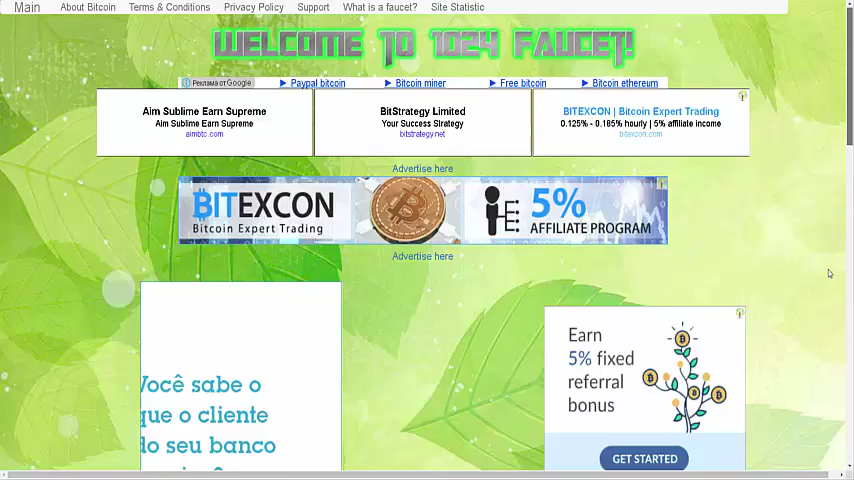 Main About Bitcoin Terms & Conditions Privacy Policy Support What is a faucet? Site Statistic
WELCOME TO 1024 FAUCET!
Реклама от Google Paypal bitcoin Bitcoin miner Free bitcoin Bitcoin ethereum
Aim Sublime Earn Supreme
Aim Sublime Earn Supreme
aimbtc.com
BitStrategy Limited
Your Success Strategy
bitstrategy.net
BITEXCON | Bitcoin Expert Trading
0.125% - 0.185% hourly | 5% affiliate income
bitexcon.com
Advertise here
BITEXCON
Bitcoin Expert Trading
5%
AFFILIATE PROGRAM
Advertise here
Você sabe o
que o cliente
do seu banco
Earn
5% fixed
referral
bonus
GET STARTED